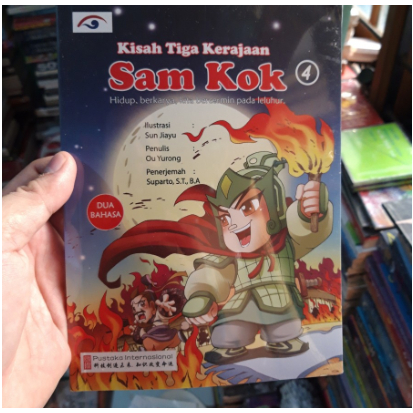 Kisah Tiga Kerajaan
Sam Kok 4
Hidup, pada leluhur.
Ilustrasi :
Sun Jiayu
Penulis :
Ou Yurong
Penerjemah :
Suparto, S.T., B.A
DUA
BAHASA
Pustaka Internasional